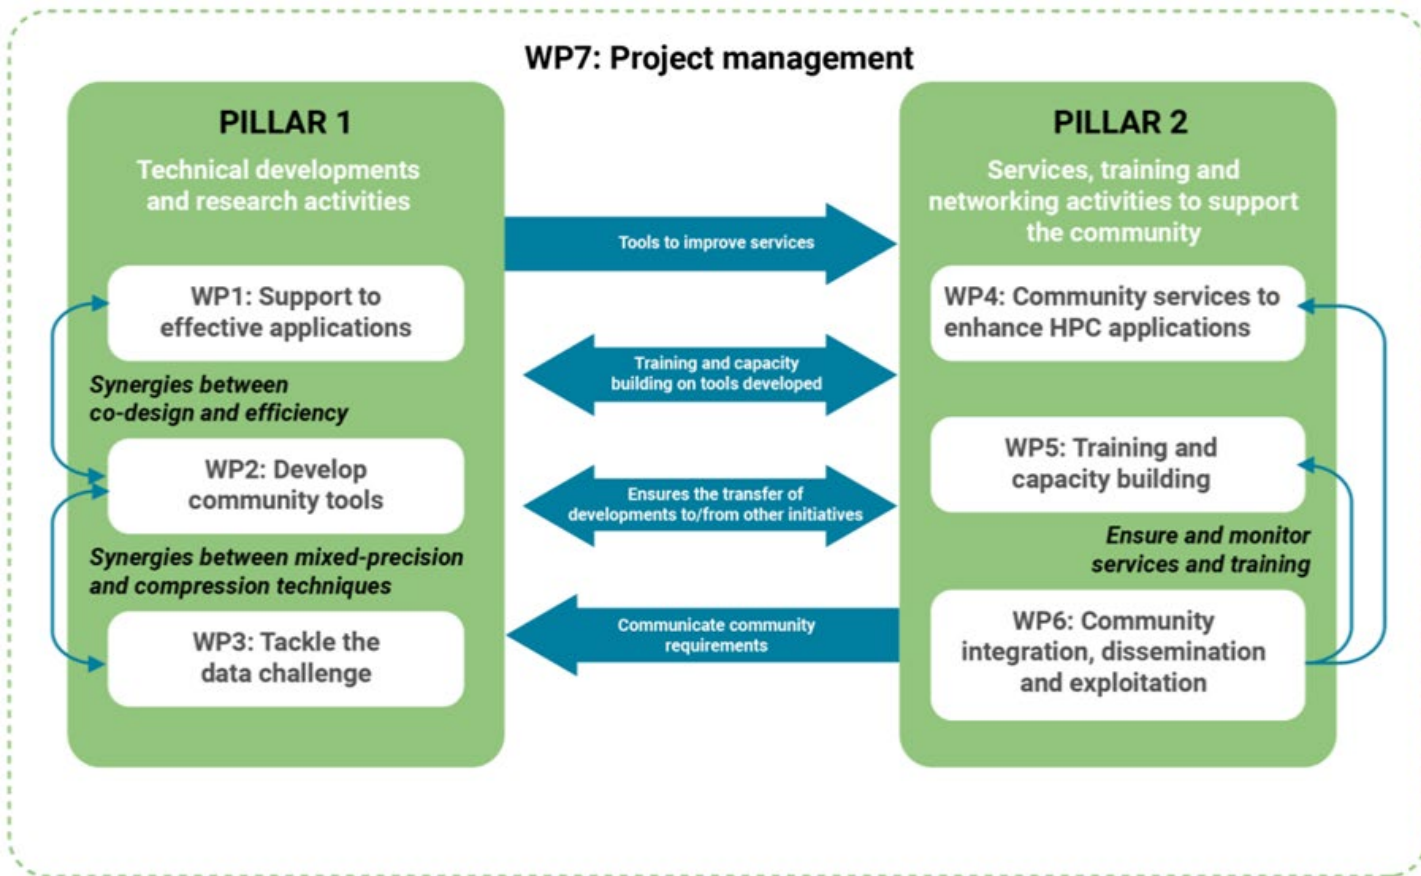 WP7: Project management
PILLAR 1
Technical developments
and research activities
WP1: Support to
effective applications
Synergies between
co-design and efficiency
WP2: Develop
community tools
Synergies between mixed-precision
and compression techniques
WP3: Tackle the
data challenge
Tools to improve services
Training and capacity
building on tools developed
Ensures the transfer of
developments to/from other initiatives
Communicate community
requirements
PILLAR 2
Services, training and
networking activities to support
the community
WP4: Community services to
enhance HPC applications
WP5: Training and
capacity building
Ensure and monitor
services and training
WP6: Community
integration, dissemination
and exploitation